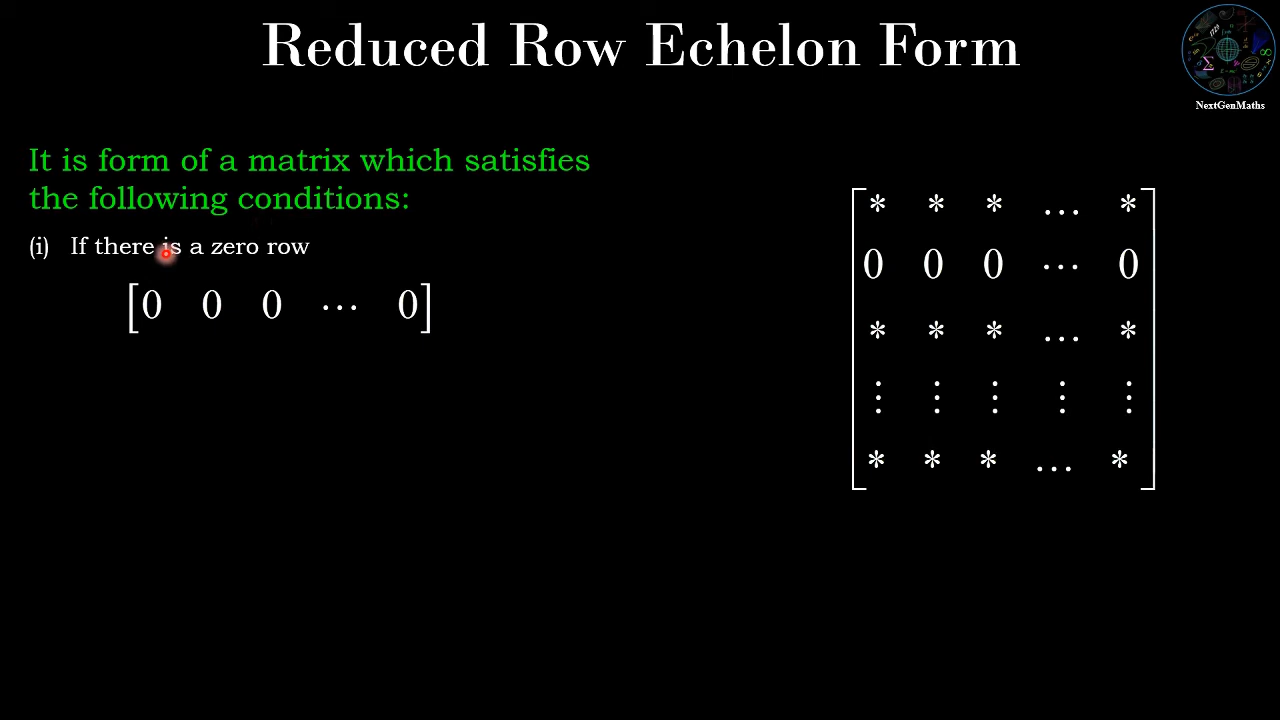 Reduced Row Echelon Form
NextGenMaths
It is form of a matrix which satisfies
the following conditions:
(i) If there is a zero row
[0 0 0 ⋯ 0]
* * * … *
0 0 0 ⋯ 0
* * * … *
⋮ ⋮ ⋮ ⋮ ⋮
* * * … *